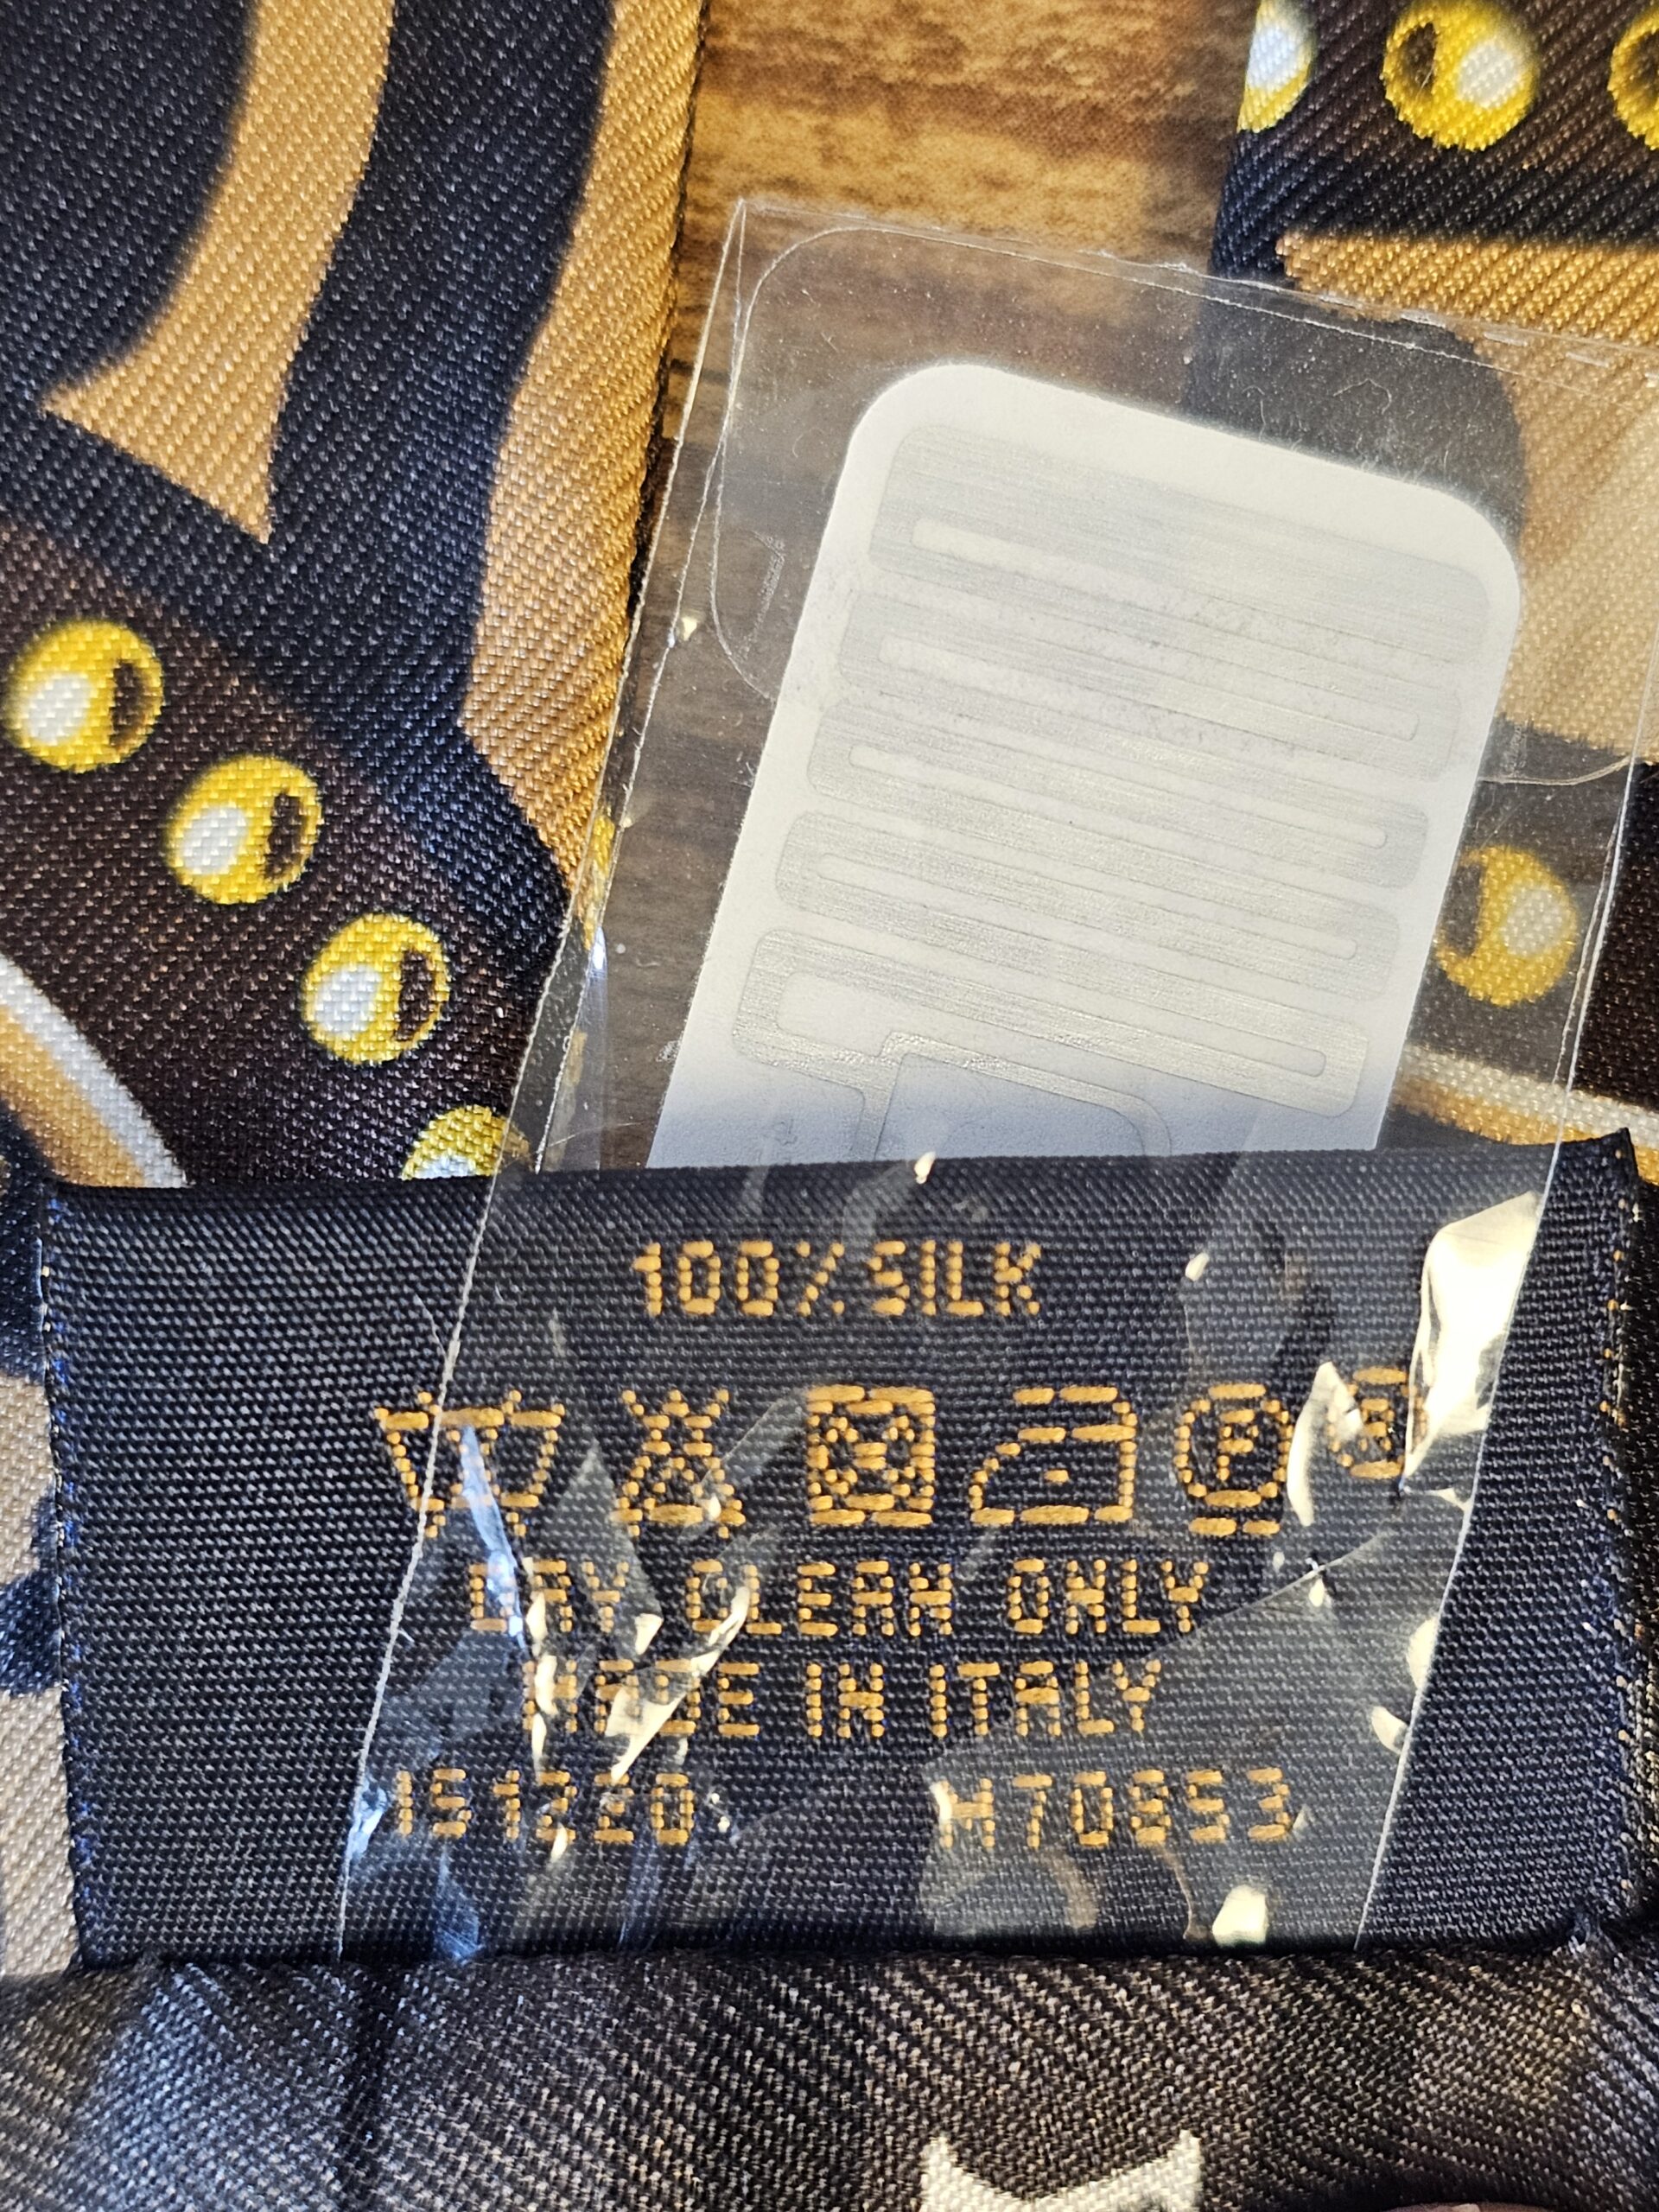 100% SILK
P
DRY CLEAN ONLY
MADE IN ITALY
151220 M70853